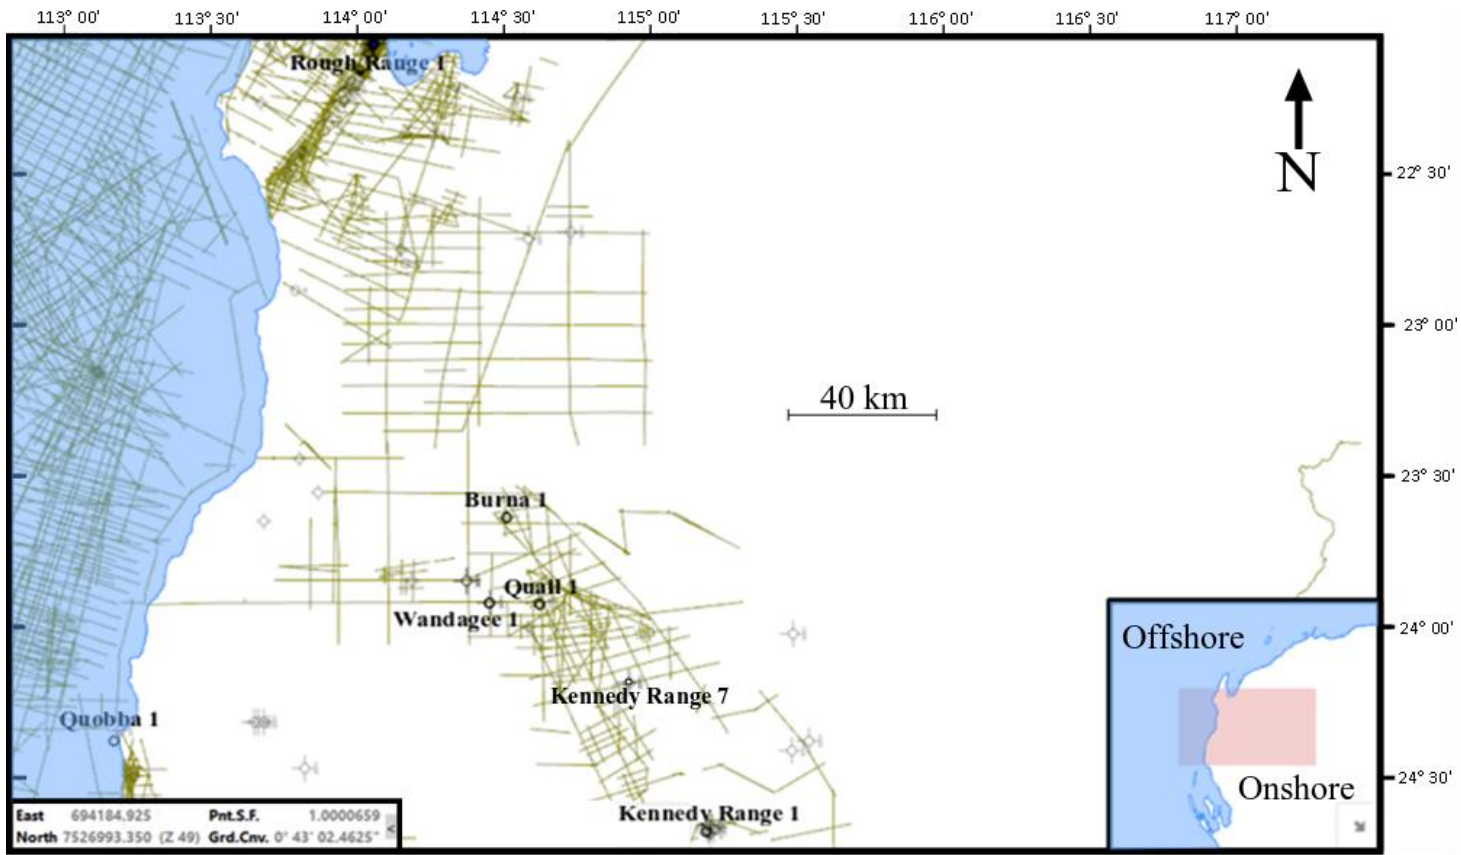 113° 00' 113° 30' 114° 00' 114° 30' 115° 00' 115° 30' 116° 00' 116° 30' 117° 00'
Rough Range 1
N
22° 30'
23° 00'
40 km
23° 30'
Burna 1
Quail 1
Wandagee 1
24° 00'
Offshore
Kennedy Range 7
Quobba 1
24° 30'
Onshore
Kennedy Range 1
East 694184.925 Pnt.S.F. 1.0000659
North 7526993.350 (Z 49) Grd.Cnv. 0° 43' 02.4625"